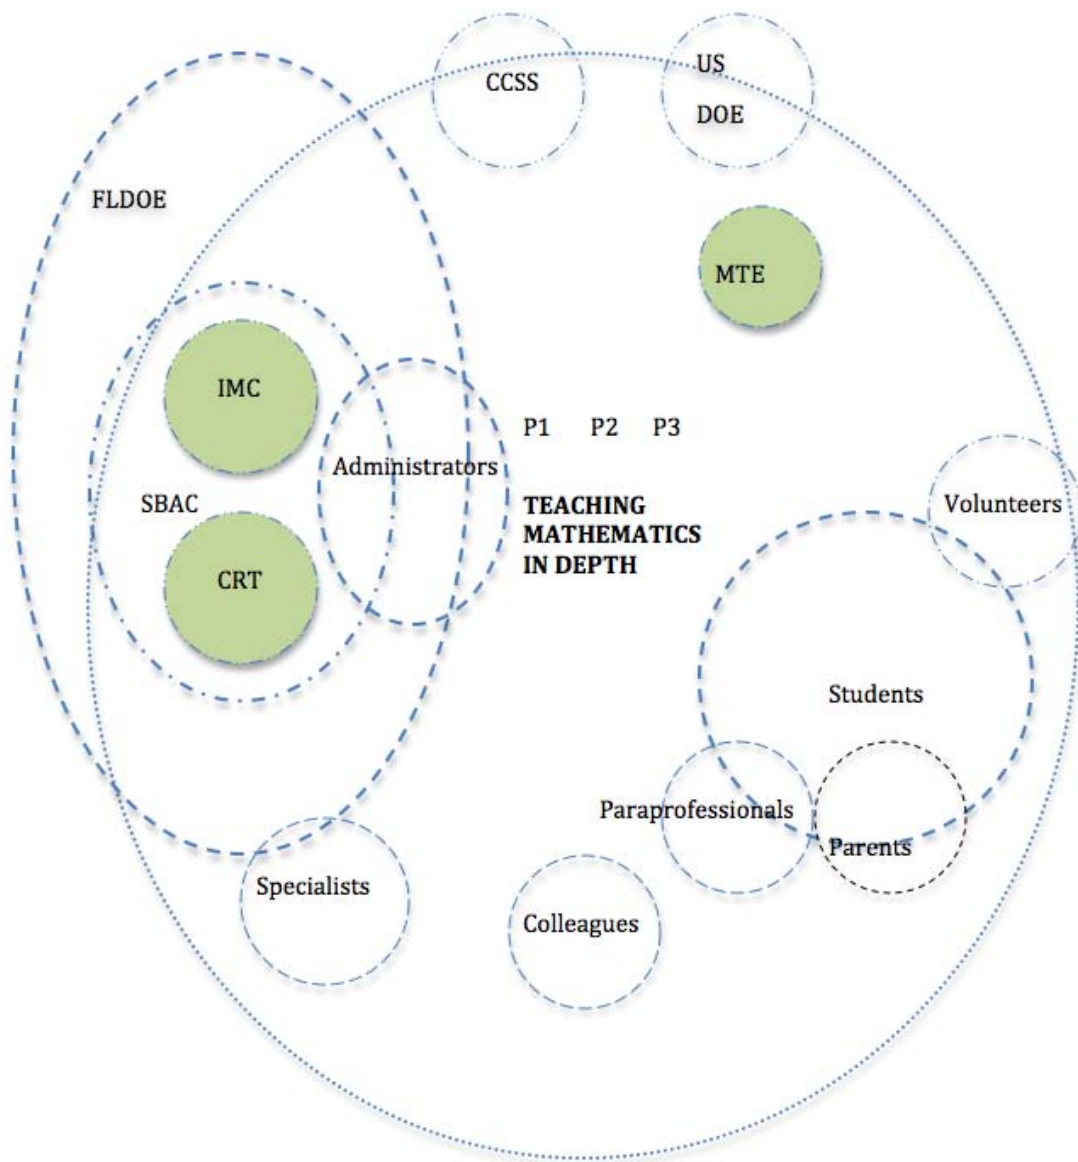 CCSS
US
DOE
FLDOE
MTE
IMC
P1 P2 P3
Administrators
SBAC
TEACHING
MATHEMATICS
IN DEPTH
Volunteers
CRT
Students
Paraprofessionals
Parents
Specialists
Colleagues